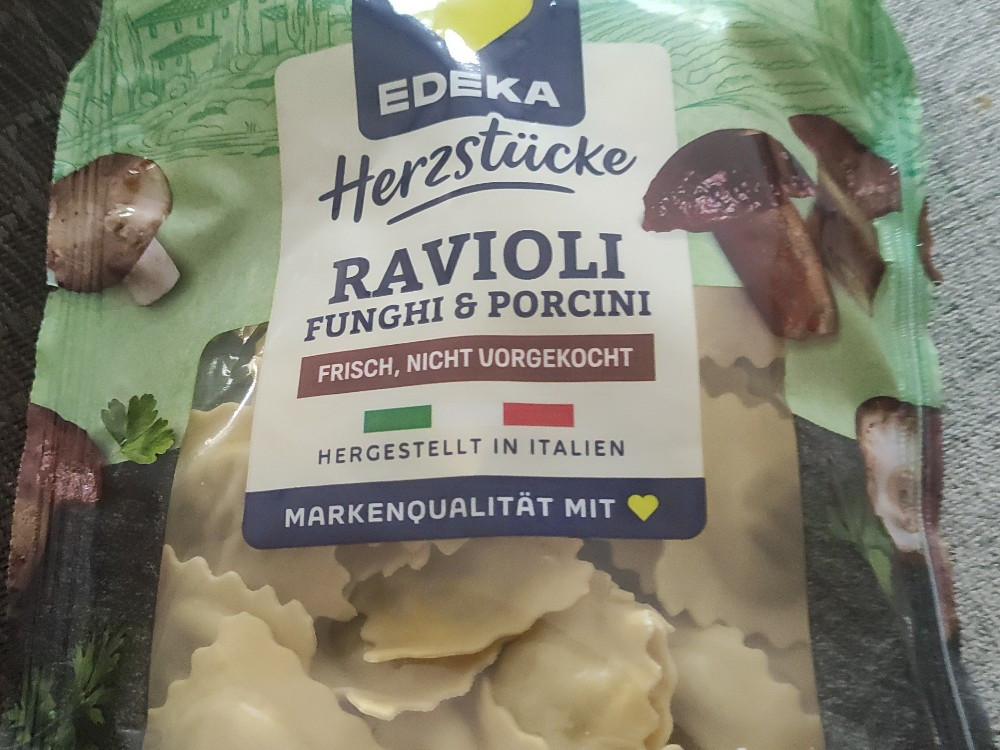 EDEKA
Herzstücke
RAVIOLI
FUNGHI & PORCINI
FRISCH, NICHT VORGEKOCHT
HERGESTELLT IN ITALIEN
MARKENQUALITÄT MIT